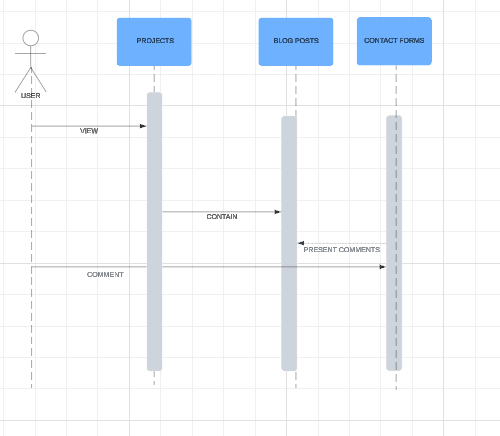 PROJECTS
BLOG POSTS
CONTACT FORMS
USER
VIEW
CONTAIN
PRESENT COMMENTS
COMMENT